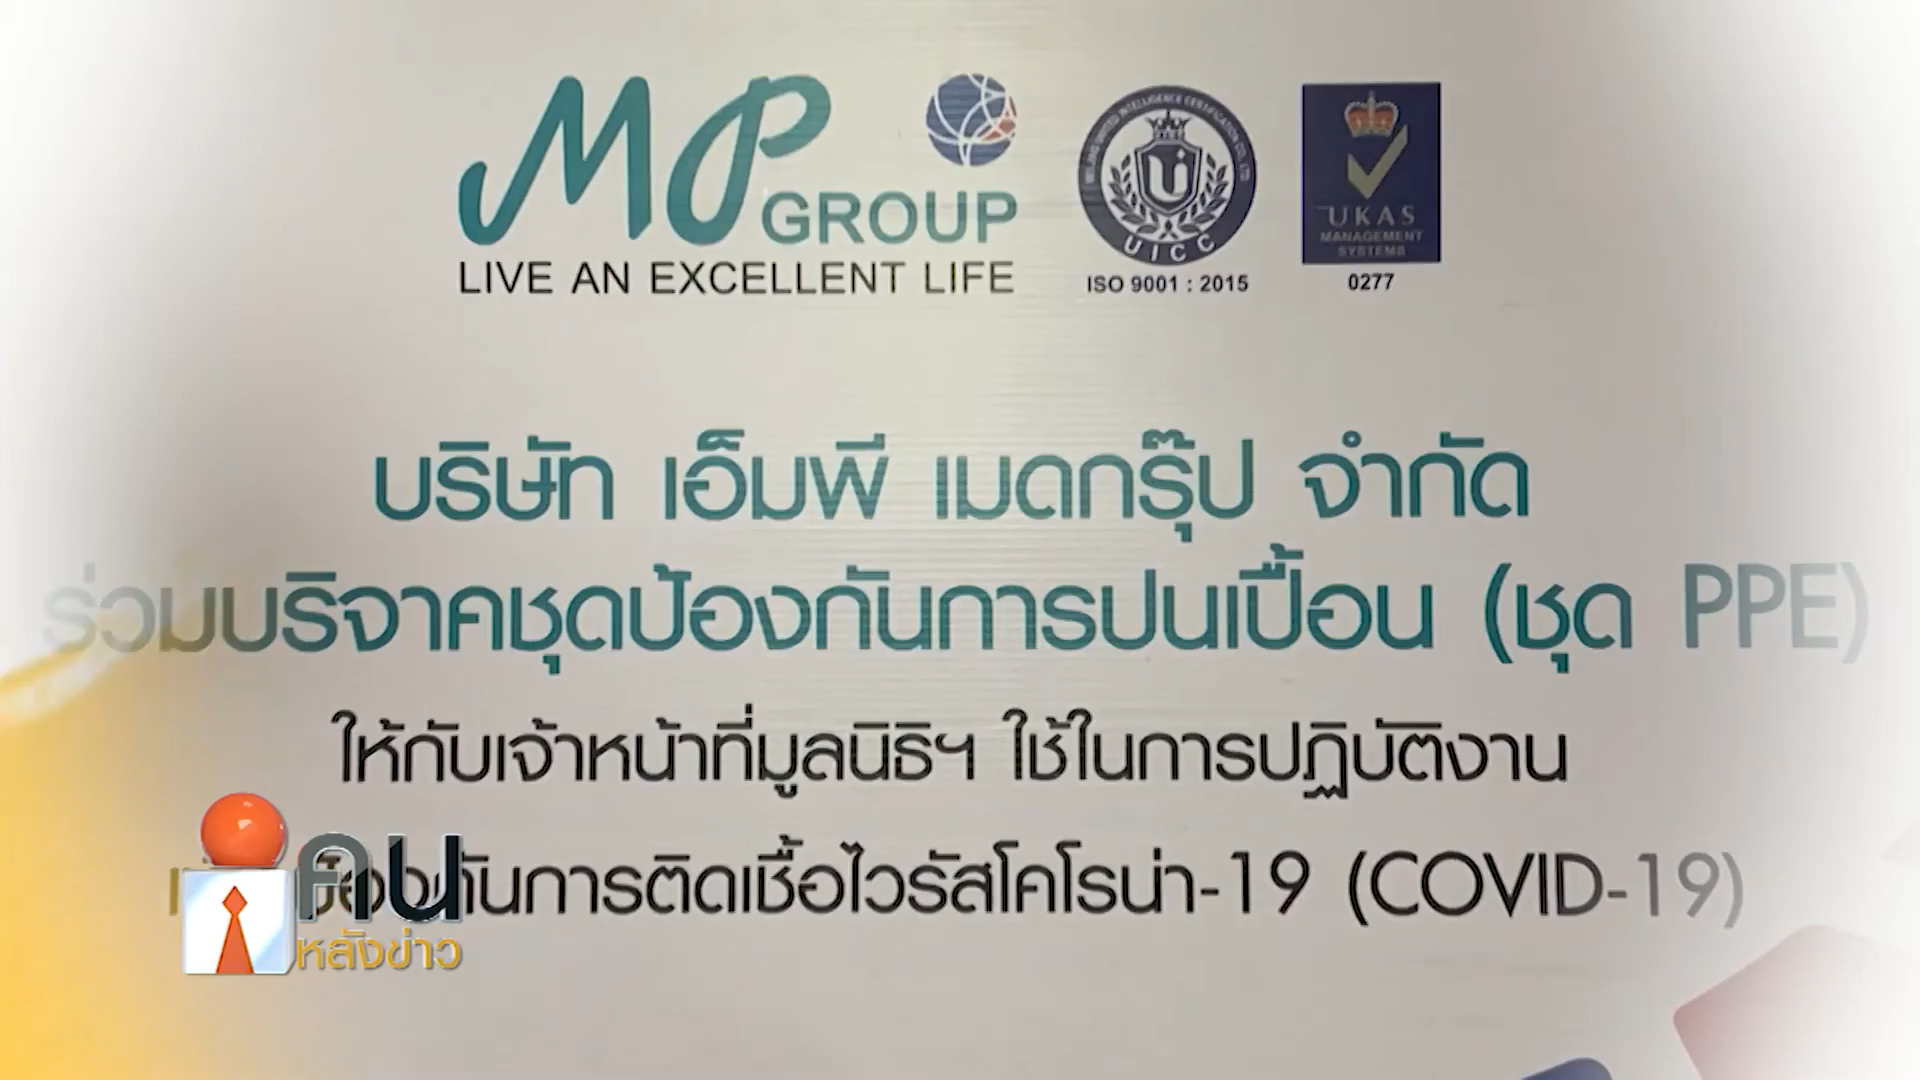 MP GROUP
LIVE AN EXCELLENT LIFE
BEIJING UNITED INTELLIGENCE CERTIFICATION CO., LTD
UICC
ISO 9001 : 2015
UKAS
MANAGEMENT
SYSTEMS
0277
บริษัท เอ็มพี เมดกรุ๊ป จำกัด
ร่วมบริจาคชุดป้องกันการปนเปื้อน (ชุด PPE)
ให้กับเจ้าหน้าที่มูลนิธิฯ ใช้ในการปฏิบัติงาน
กันการติดเชื้อไวรัสโคโรน่า-19 (COVID-19)
คน
หลังข่าว